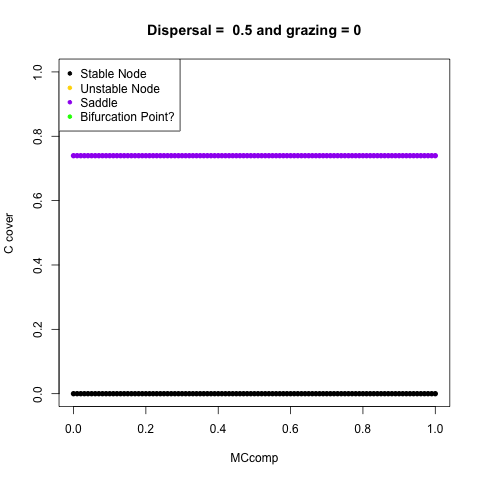 Dispersal =  0.5 and grazing = 0
Stable Node
Unstable Node
Saddle
Bifurcation Point?
C cover
1.0
0.8
0.6
0.4
0.2
0.0
0.0 0.2 0.4 0.6 0.8 1.0
MCcomp